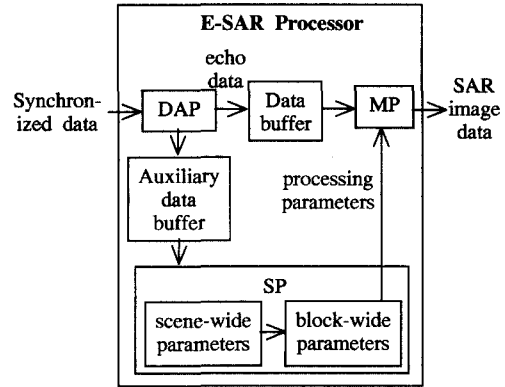 E-SAR Processor
echo
data
Synchron-
ized data
DAP
Data
buffer
MP
SAR
image
data
Auxiliary
data
buffer
processing
parameters
SP
scene-wide
parameters
block-wide
parameters